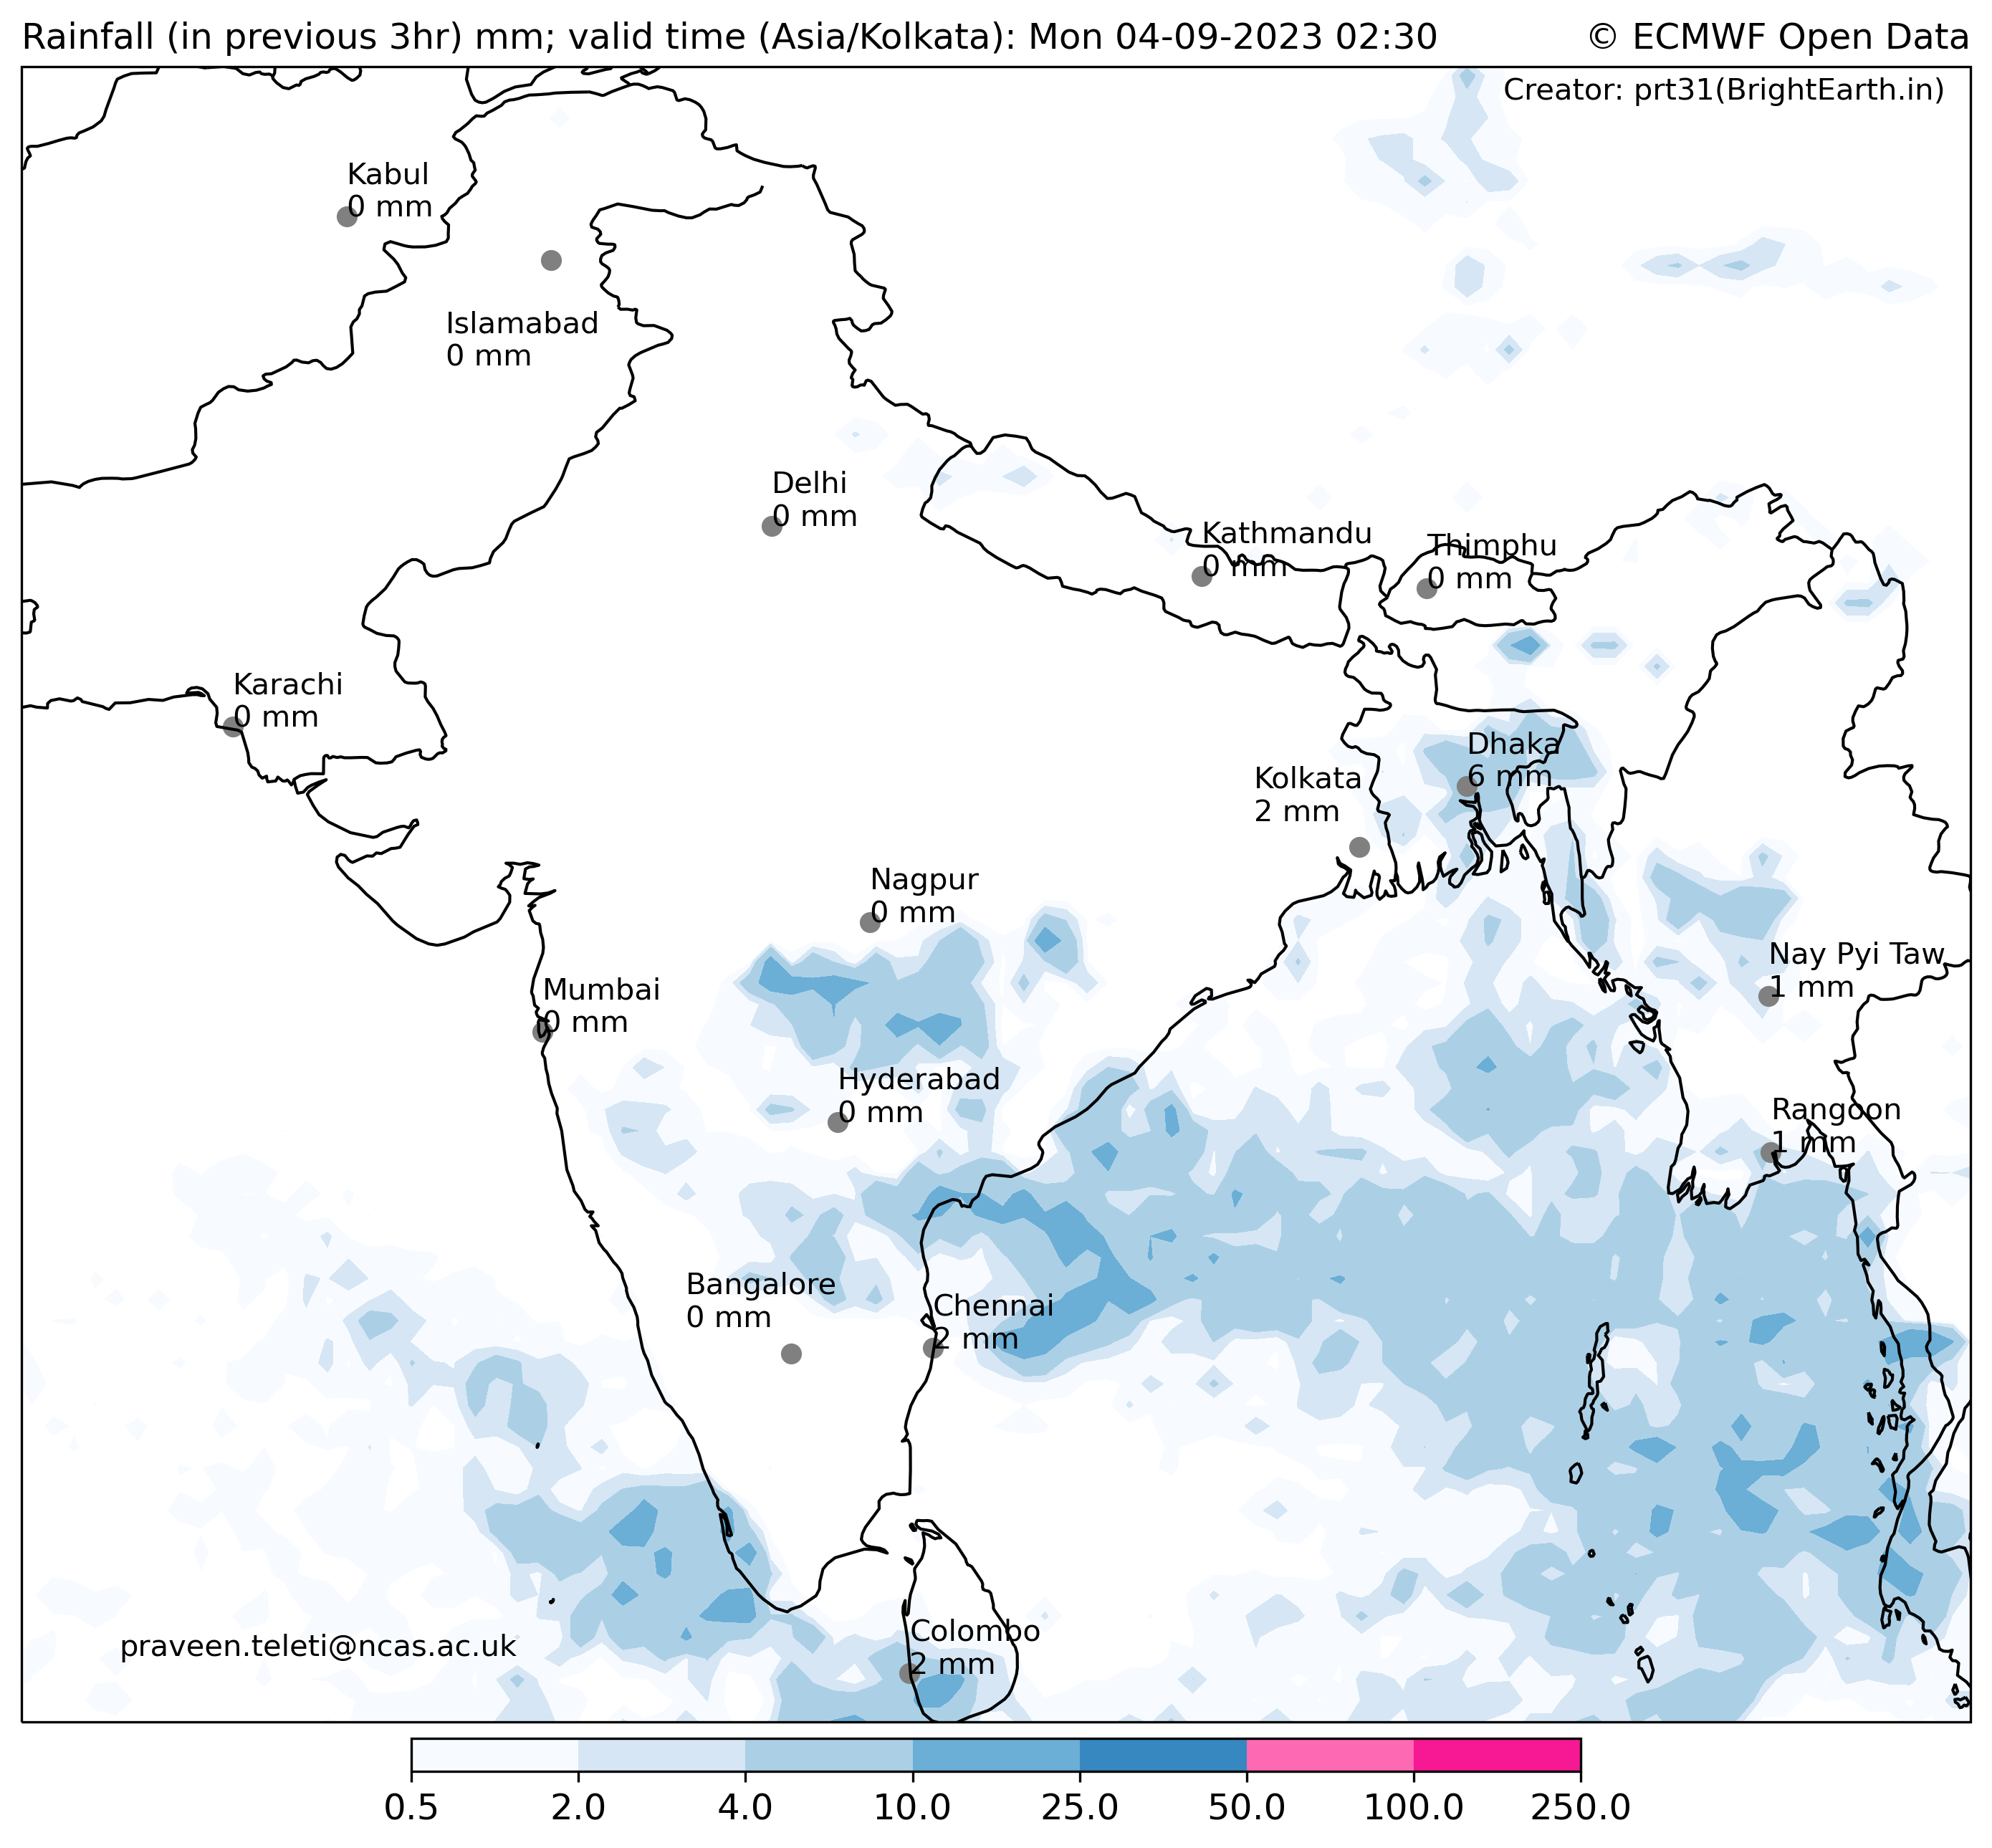 Rainfall (in previous 3hr) mm; valid time (Asia/Kolkata): Mon 04-09-2023 02:30
© ECMWF Open Data
Creator: prt31(BrightEarth.in)
Kabul
0 mm
Islamabad
0 mm
Delhi
0 mm
Kathmandu
0 mm
Thimphu
0 mm
Karachi
0 mm
Dhaka
6 mm
Kolkata
2 mm
Nagpur
0 mm
Nay Pyi Taw
1 mm
Mumbai
0 mm
Hyderabad
0 mm
Rangoon
1 mm
Bangalore
0 mm
Chennai
2 mm
Colombo
2 mm
praveen.teleti@ncas.ac.uk
0.5 2.0 4.0 10.0 25.0 50.0 100.0 250.0